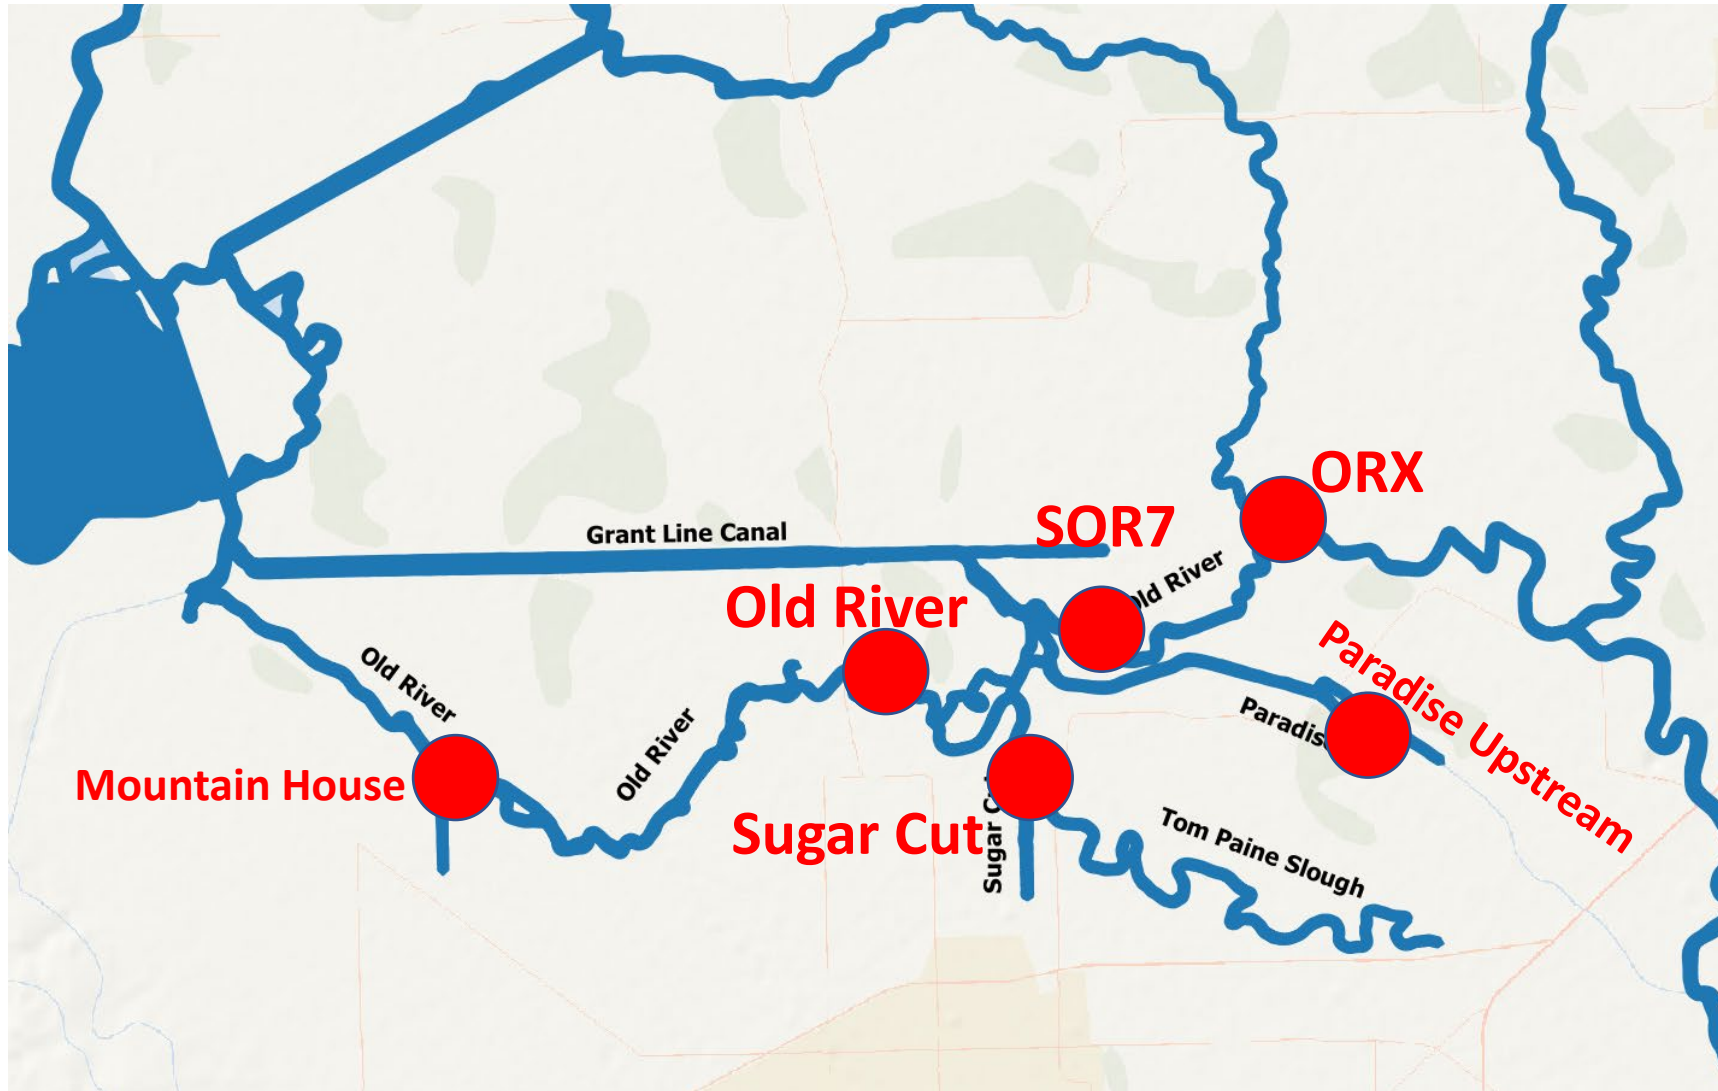 ORX
SOR7
Grant Line Canal
Old River
Old River
Paradise Upstream
Old River
Paradis
Old River
Mountain House
Sugar Cut
Sugar C
Tom Paine Slough